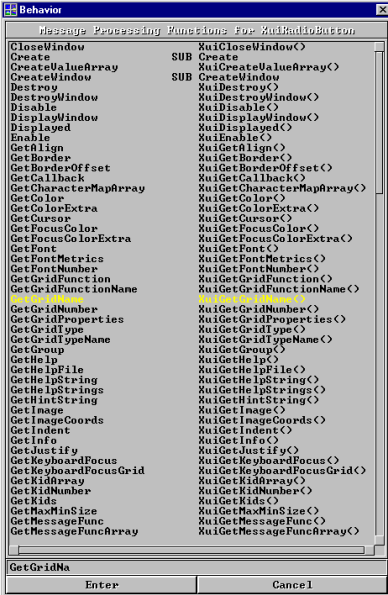 Behavior
Message Processing Functions for XuiRadioButton
CloseWindow XuiCloseWindow()
Create SUB Create
CreateValueArray XuiCreateValueArray()
CreateWindow SUB CreateWindow
Destroy XuiDestroy()
DestroyWindow XuiDestroyWindow()
Disable XuiDisable()
DisplayWindow XuiDisplayWindow()
Displayed XuiDisplayed()
Enable XuiEnable()
GetAlign XuiGetAlign()
GetBorder XuiGetBorder()
GetBorderOffset XuiGetBorderOffset()
GetCallback XuiGetCallback()
GetCharacterMapArray XuiGetCharacterMapArray()
GetColor XuiGetColor()
GetColorExtra XuiGetColorExtra()
GetCursor XuiGetCursor()
GetFocusColor XuiGetFocusColor()
GetFocusColorExtra XuiGetFocusColorExtra()
GetFont XuiGetFont()
GetFontMetrics XuiGetFontMetrics()
GetFontNumber XuiGetFontNumber()
GetGridFunction XuiGetGridFunction()
GetGridFunctionName XuiGetGridFunctionName()
GetGridName XuiGetGridName()
GetGridNumber XuiGetGridNumber()
GetGridProperties XuiGetGridProperties()
GetGridType XuiGetGridType()
GetGridTypeName XuiGetGridTypeName()
GetGroup XuiGetGroup()
GetHelp XuiGetHelp()
GetHelpFile XuiGetHelpFile()
GetHelpString XuiGetHelpString()
GetHelpStrings XuiGetHelpStrings()
GetHintString XuiGetHintString()
GetImage XuiGetImage()
GetImageCoords XuiGetImageCoords()
GetIndent XuiGetIndent()
GetInfo XuiGetInfo()
GetJustify XuiGetJustify()
GetKeyboardFocus XuiGetKeyboardFocus()
GetKeyboardFocusGrid XuiGetKeyboardFocusGrid()
GetKidArray XuiGetKidArray()
GetKidNumber XuiGetKidNumber()
GetKids XuiGetKids()
GetMaxMinSize XuiGetMaxMinSize()
GetMessageFunc XuiGetMessageFunc()
GetMessageFuncArray XuiGetMessageFuncArray()
GetGridNa
Enter Cancel